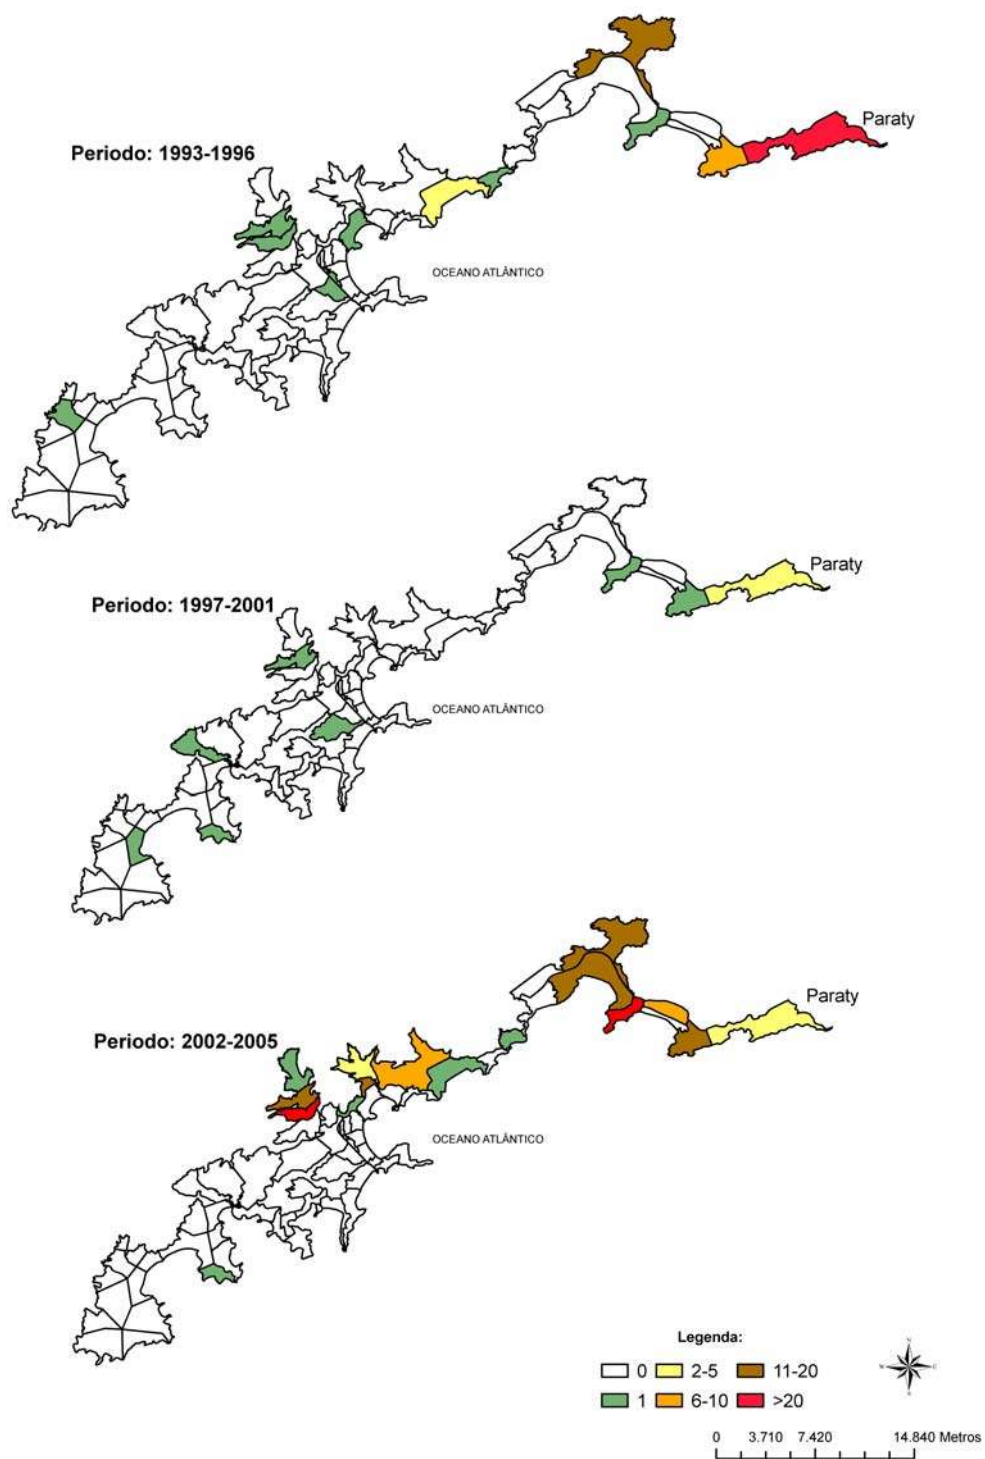 Paraty
Periodo: 1993-1996
OCEANO ATLÂNTICO
Paraty
Periodo: 1997-2001
OCEANO ATLÂNTICO
Paraty
Periodo: 2002-2005
OCEANO ATLÂNTICO
Legenda:
0 2-5 11-20
1 6-10 >20
N
W E
S
0 3.710 7.420 14.840 Metros